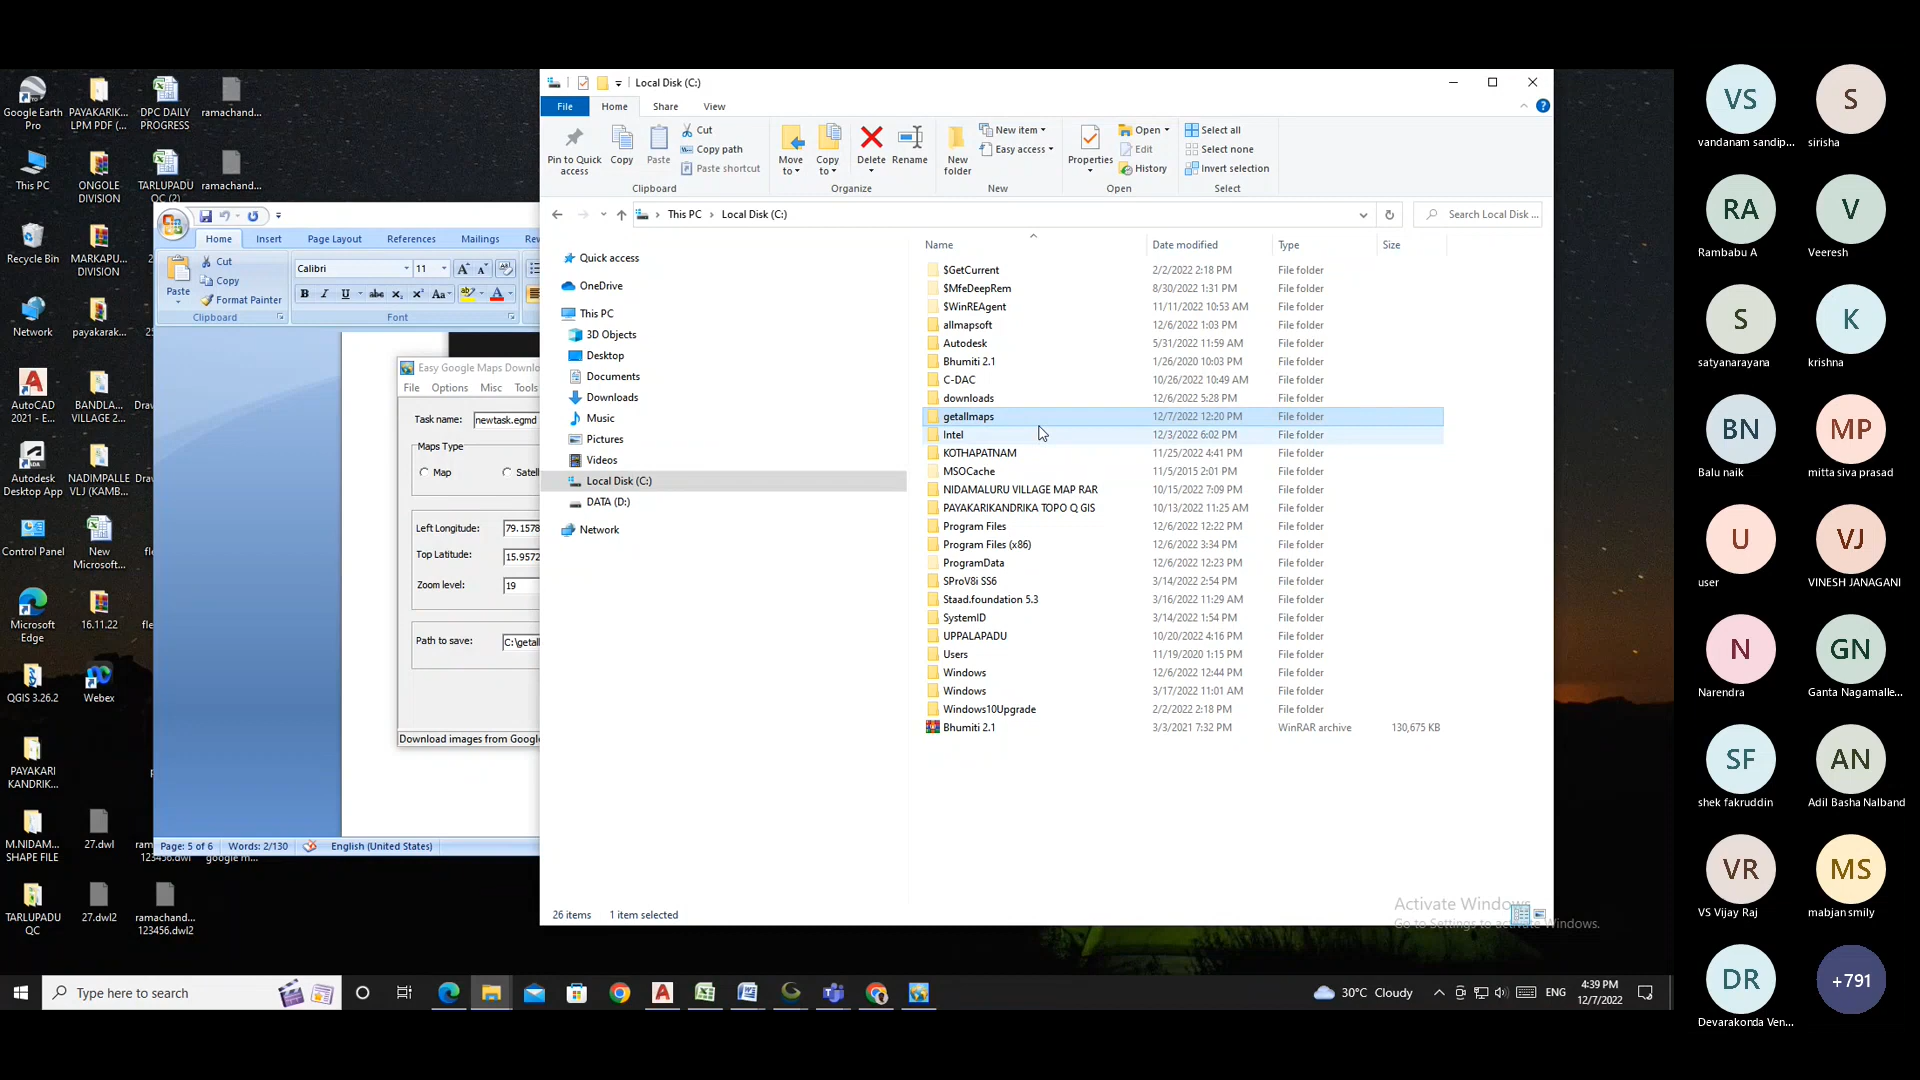 Google Earth Pro
PAYAKARIK... LPM PDF (...
DPC DAILY PROGRESS
ramachand...
This PC
ONGOLE DIVISION
TARLUPADU QC (2)
ramachand...
Recycle Bin
MARKAPU... DIVISION
Network
payakarak...
AutoCAD 2021 - E...
BANDLA... VILLAGE 2...
Autodesk Desktop App
NADIMPALLE VLJ (KAMB...
Control Panel
New Microsoft...
Microsoft Edge
16.11.22
QGIS 3.26.2
Webex
PAYAKARI KANDRIK...
M.NIDAM... SHAPE FILE
27.dwl
123456.dwl
google m...
TARLUPADU QC
27.dwl2
ramachand... 123456.dwl2
Home Insert Page Layout References Mailings Rev
Paste
Cut
Copy
Format Painter
Clipboard
Calibri 11
Font
Easy Google Maps Downlo
File Options Misc Tools
Task name: newtask.egmd
Maps Type
Map Satell
Left Longitude: 79.1578
Top Latitude: 15.9572
Zoom level: 19
Path to save: C:\getall
Download images from Googl
Page: 5 of 6 Words: 2/130 English (United States)
Local Disk (C:)
File Home Share View
Pin to Quick access
Copy
Paste
Cut
Copy path
Paste shortcut
Clipboard
Move to
Copy to
Delete
Rename
Organize
New folder
New item
Easy access
New
Properties
Open
Edit
History
Open
Select all
Select none
Invert selection
Select
This PC Local Disk (C:)
Search Local Disk ...
Quick access
OneDrive
This PC
3D Objects
Desktop
Documents
Downloads
Music
Pictures
Videos
Local Disk (C:)
DATA (D:)
Network
Name Date modified Type Size
$GetCurrent 2/2/2022 2:18 PM File folder
$MfeDeepRem 8/30/2022 1:31 PM File folder
$WinREAgent 11/11/2022 10:53 AM File folder
allmapsoft 12/6/2022 1:03 PM File folder
Autodesk 5/31/2022 11:59 AM File folder
Bhumiti 2.1 1/26/2020 10:03 PM File folder
C-DAC 10/26/2022 10:49 AM File folder
downloads 12/6/2022 5:28 PM File folder
getallmaps 12/7/2022 12:20 PM File folder
Intel 12/3/2022 6:02 PM File folder
KOTHAPATNAM 11/25/2022 4:41 PM File folder
MSOCache 11/5/2015 2:01 PM File folder
NIDAMALURU VILLAGE MAP RAR 10/15/2022 7:09 PM File folder
PAYAKARIKANDRIKA TOPO Q GIS 10/13/2022 11:25 AM File folder
Program Files 12/6/2022 12:22 PM File folder
Program Files (x86) 12/6/2022 3:34 PM File folder
ProgramData 12/6/2022 12:23 PM File folder
SProV8i SS6 3/14/2022 2:54 PM File folder
Staad.foundation 5.3 3/16/2022 11:29 AM File folder
SystemID 3/14/2022 1:54 PM File folder
UPPALAPADU 10/20/2022 4:16 PM File folder
Users 11/19/2020 1:15 PM File folder
Windows 12/6/2022 12:44 PM File folder
Windows 3/17/2022 11:01 AM File folder
Windows10Upgrade 2/2/2022 2:18 PM File folder
Bhumiti 2.1 3/3/2021 7:32 PM WinRAR archive 130,675 KB
26 items 1 item selected
Activate Windows
Go to Settings to activate Windows.
Type here to search
30°C Cloudy
ENG
4:39 PM
12/7/2022
VS S
vandanam sandip... sirisha
RA V
Rambabu A Veeresh
S K
satyanarayana krishna
BN MP
Balu naik mitta siva prasad
U VJ
user VINESH JANAGANI
N GN
Narendra Ganta Nagamalle...
SF AN
shek fakruddin Adil Basha Nalband
VR MS
VS Vijay Raj mabjan smily
DR +791
Devarakonda Ven...